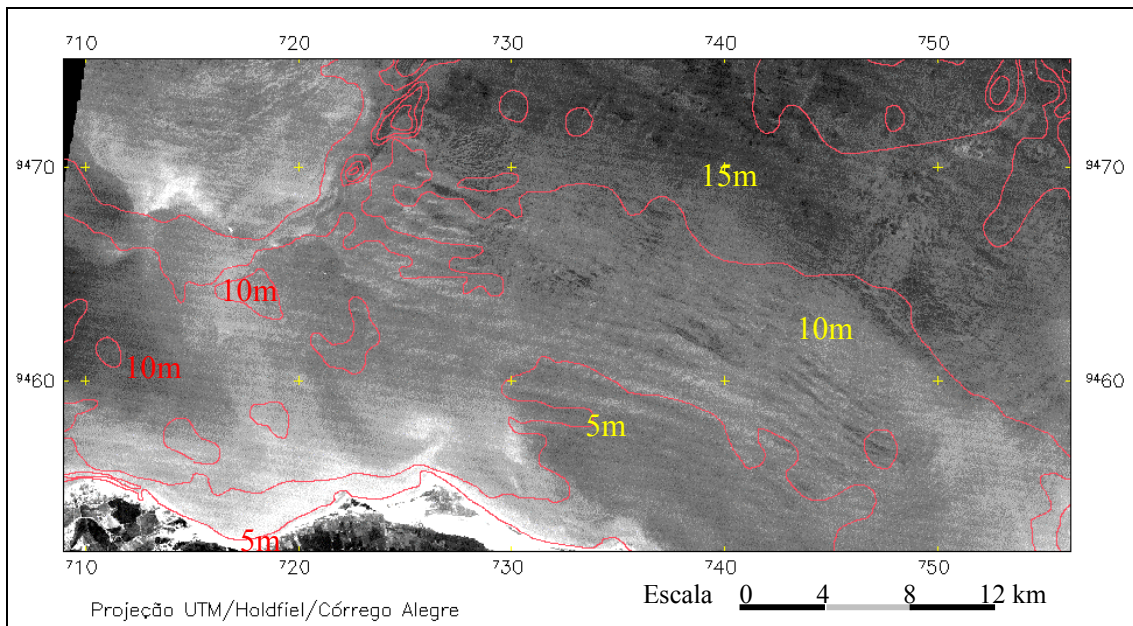 710 720 730 740 750
9470 15m 9470
10m 10m
10m
9460 9460
5m
5m
710 720 730 740 750
Projeção UTM/Holdfiel/Córrego Alegre
Escala 0 4 8 12 km